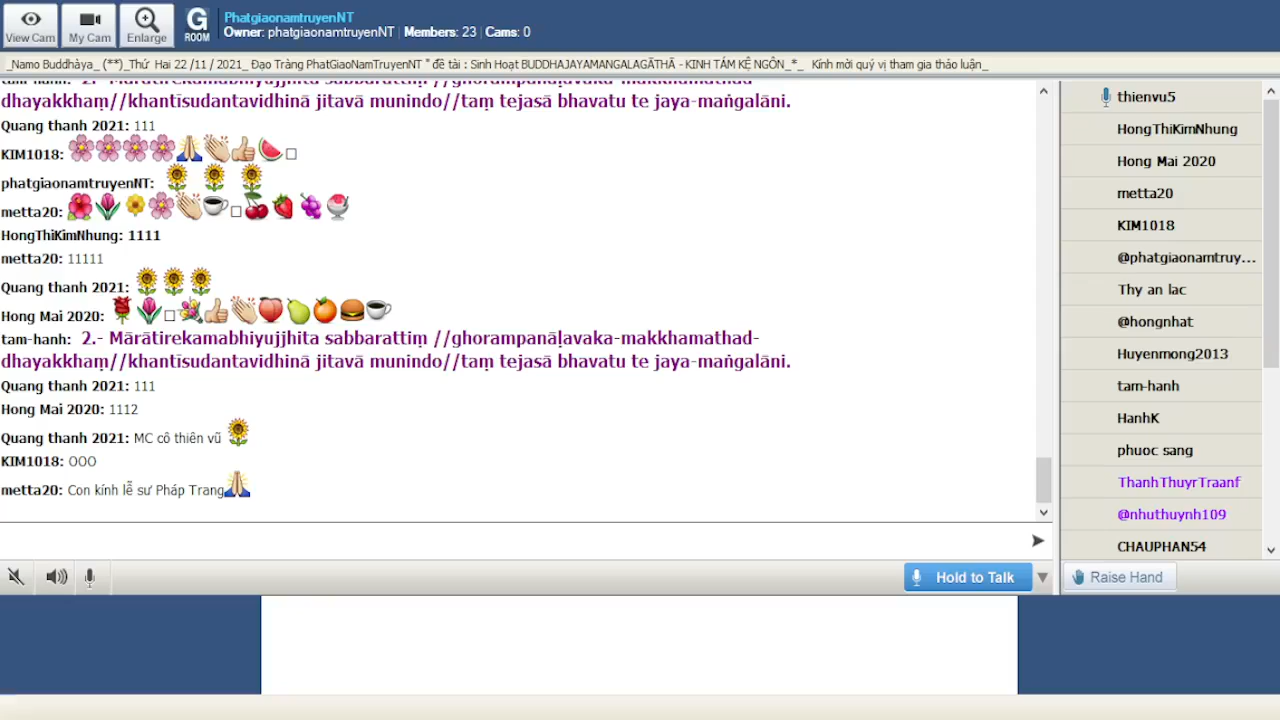 View Cam
My Cam
Enlarge
G
ROOM
PhatgiaonamtruyenNT
Owner: phatgiaonamtruyenNT | Members: 23 | Cams: 0
_Namo Buddhàya_ (**)_Thứ Hai 22 /11 / 2021_ Đạo Tràng PhatGiaoNamTruyenNT " đề tài : Sinh Hoạt BUDDHAJAYAMANGALAGĀTHĀ - KINH TÁM KỆ NGÔN_*_ Kính mời quý vị tham gia thảo luận_
tam-hanh: 2.- Mārātirekamabhiyujjhita sabbarattiṃ //ghorampanāḷavaka-makkhamathad-
dhayakkhaṃ//khantīsudantavidhinā jitavā munindo//taṃ tejasā bhavatu te jaya-maṅgalāni.
Quang thanh 2021: 111
KIM1018:
phatgiaonamtruyenNT:
metta20:
HongThiKimNhung: 1111
metta20: 11111
Quang thanh 2021:
Hong Mai 2020:
tam-hanh: 2.- Mārātirekamabhiyujjhita sabbarattiṃ //ghorampanāḷavaka-makkhamathad-
dhayakkhaṃ//khantīsudantavidhinā jitavā munindo//taṃ tejasā bhavatu te jaya-maṅgalāni.
Quang thanh 2021: 111
Hong Mai 2020: 1112
Quang thanh 2021: MC cô thiên vũ
KIM1018: OOO
metta20: Con kính lễ sư Pháp Trang
thienvu5
HongThiKimNhung
Hong Mai 2020
metta20
KIM1018
@phatgiaonamtruy...
Thy an lac
@hongnhat
Huyenmong2013
tam-hanh
HanhK
phuoc sang
ThanhThuyrTraanf
@nhuthuynh109
CHAUPHAN54
Hold to Talk
Raise Hand